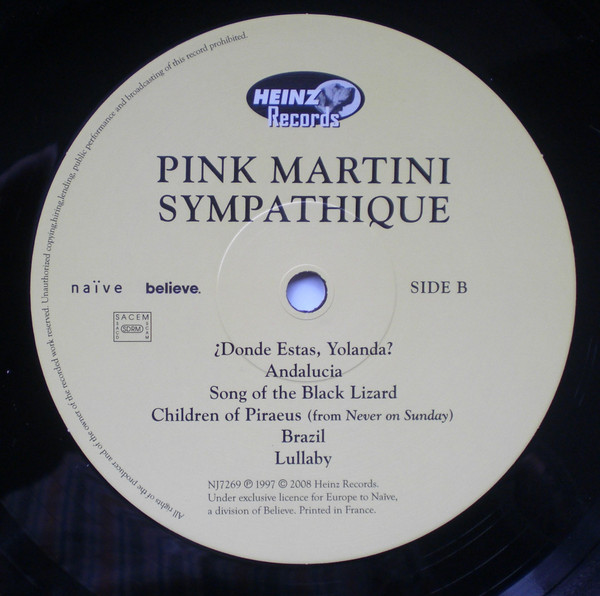 HEINZ
Records
PINK MARTINI
SYMPATHIQUE
naïve believe.
SIDE B
SACEM
SDRM
¿Donde Estas, Yolanda?
Andalucia
Song of the Black Lizard
Children of Piraeus (from Never on Sunday)
Brazil
Lullaby
NJ7269 ℗ 1997 © 2008 Heinz Records.
Under exclusive licence for Europe to Naïve,
a division of Believe. Printed in France.
All rights of the producer and of the owner of the recorded work reserved. Unauthorized copying,hiring,lending, public performance and broadcasting of this record prohibited.